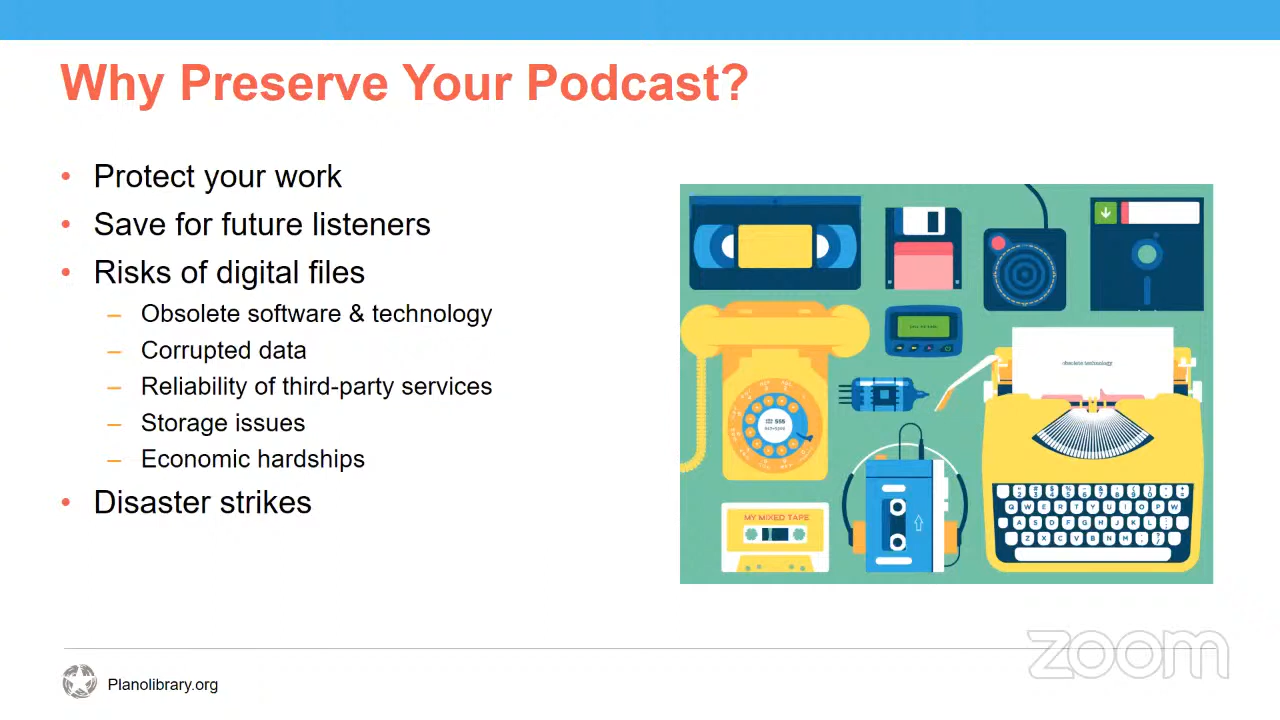 Why Preserve Your Podcast?
• Protect your work
• Save for future listeners
• Risks of digital files
– Obsolete software & technology
– Corrupted data
– Reliability of third-party services
– Storage issues
– Economic hardships
• Disaster strikes
obsolete technology
555
MY MIXED TAPE
Q W E R T Y U I O P W
A S D F G H J K L
Z X C V B N M
zoom
Planolibrary.org